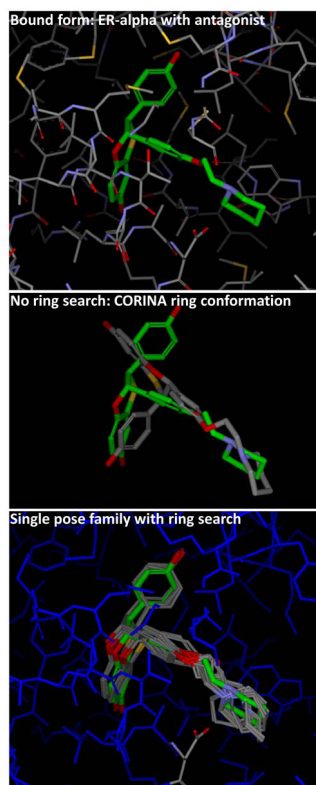 Bound form: ER-alpha with antagonist
No ring search: CORINA ring conformation
Single pose family with ring search